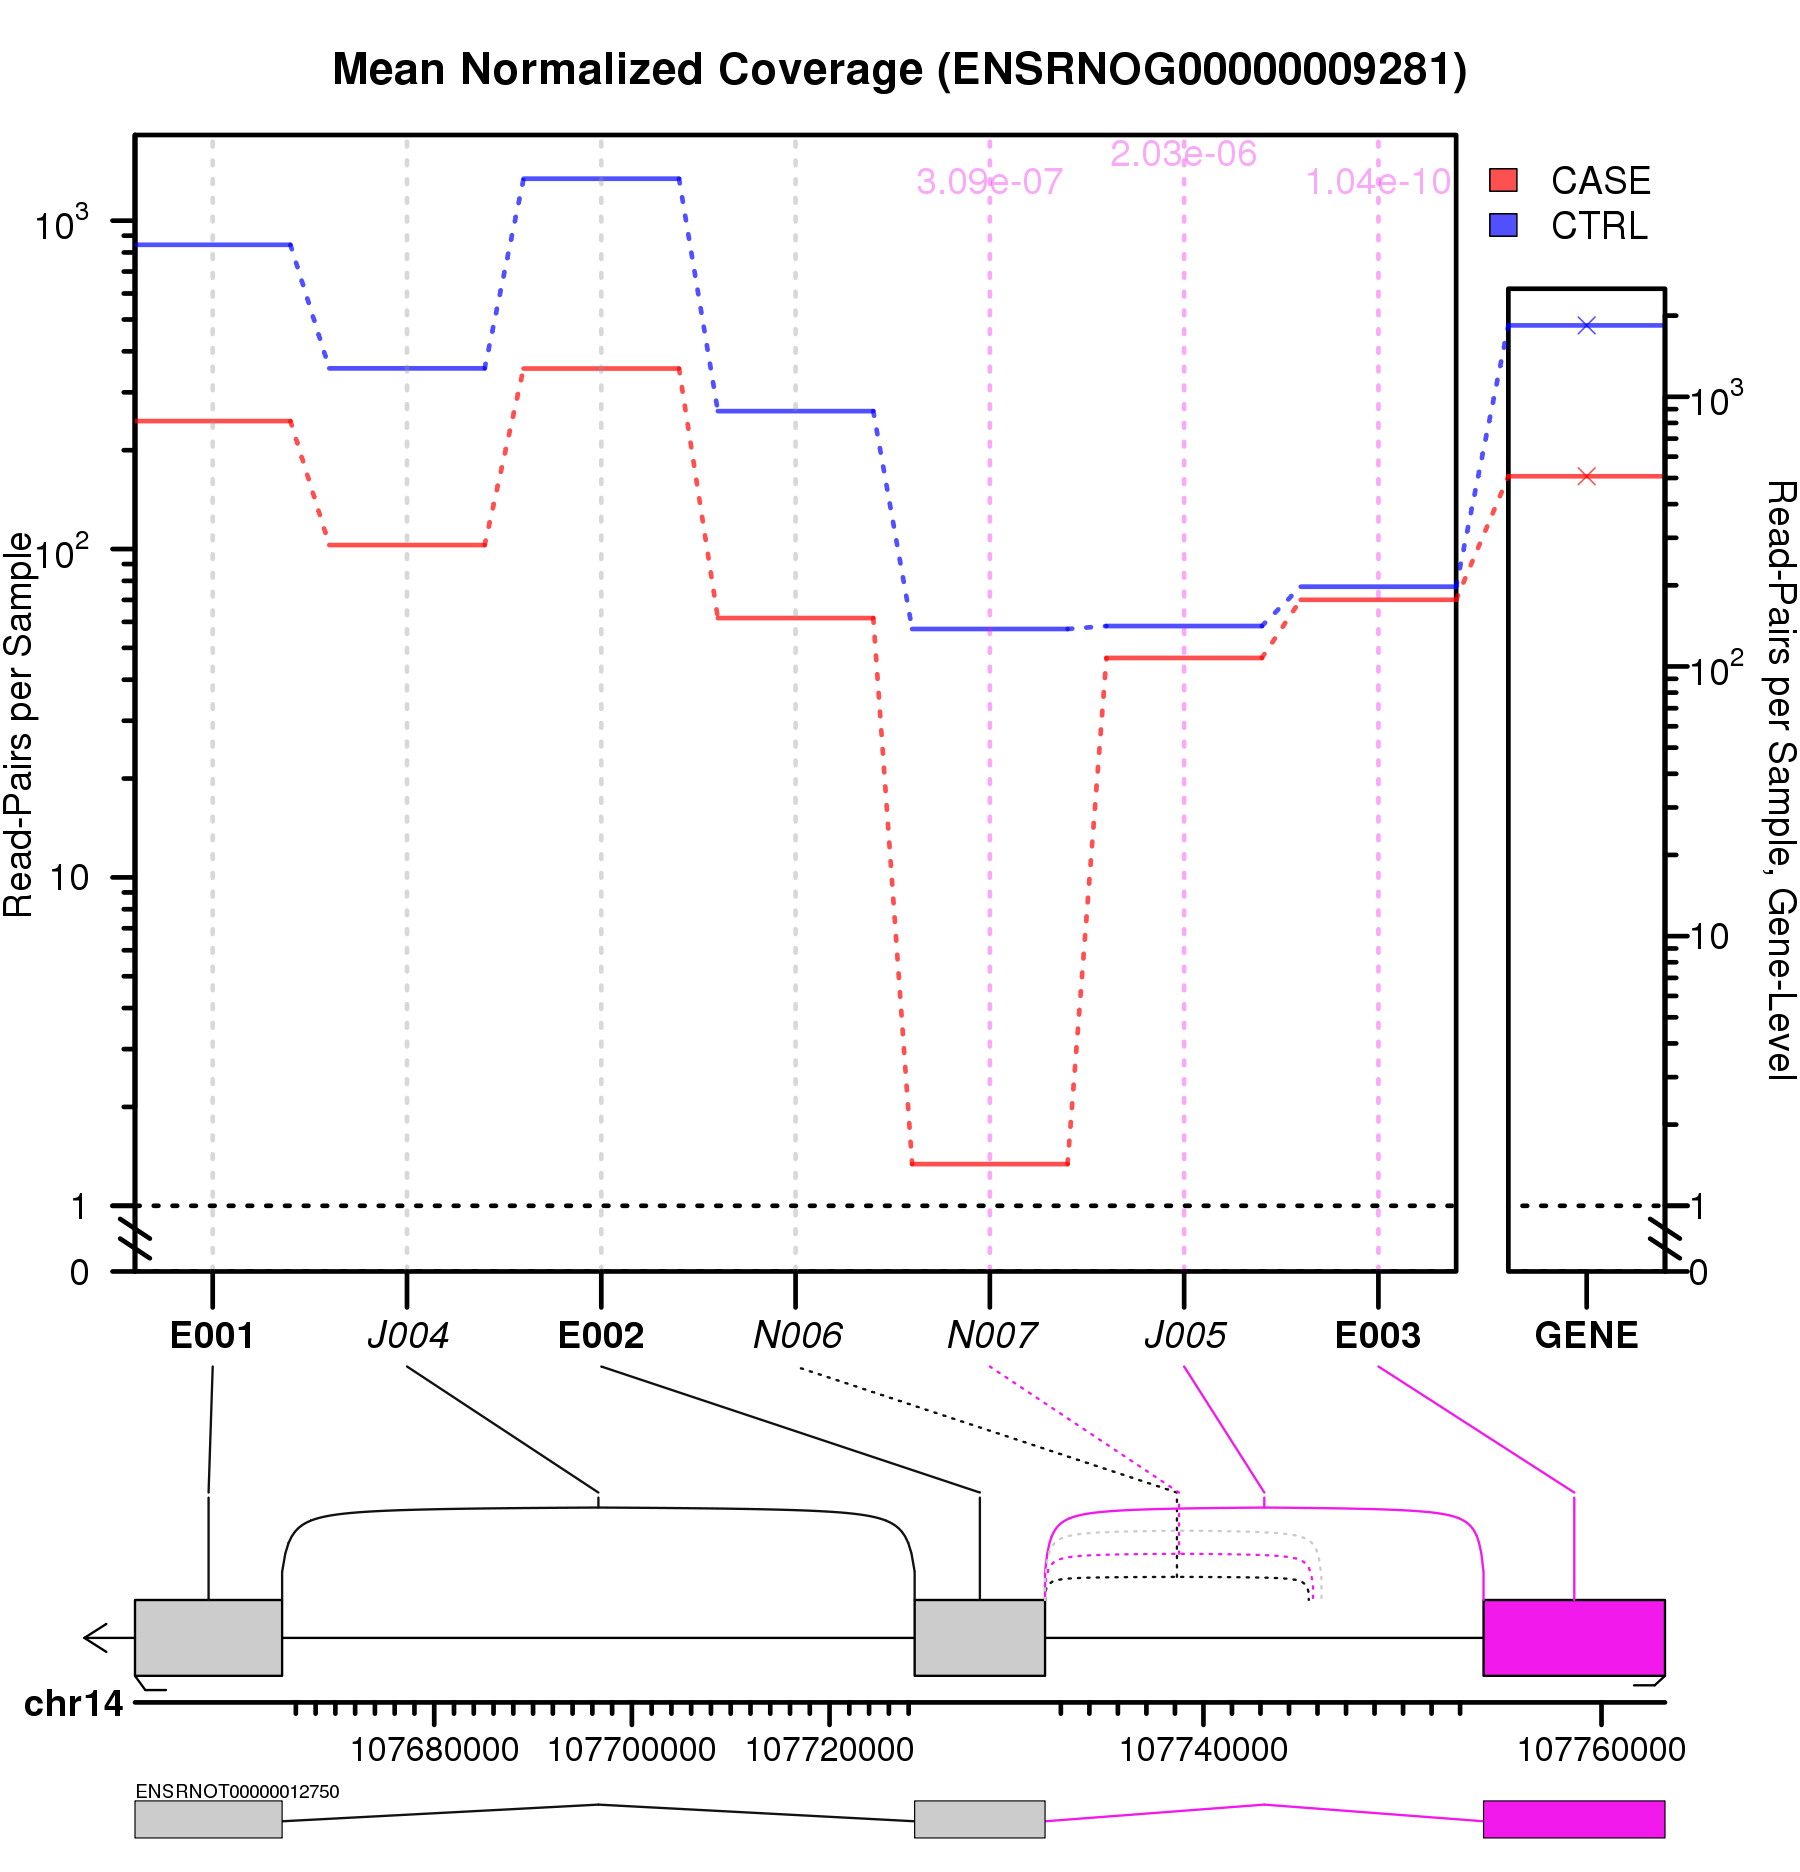 Mean Normalized Coverage (ENSRNOG00000009281)
3.09e-07
2.03e-06
1.04e-10
CASE
CTRL
Read-Pairs per Sample
10³
10²
10
1
0
10³
10²
10
1
0
Read-Pairs per Sample, Gene-Level
E001 J004 E002 N006 N007 J005 E003 GENE
chr14
107680000 107700000 107720000 107740000 107760000
ENSRNOT00000012750